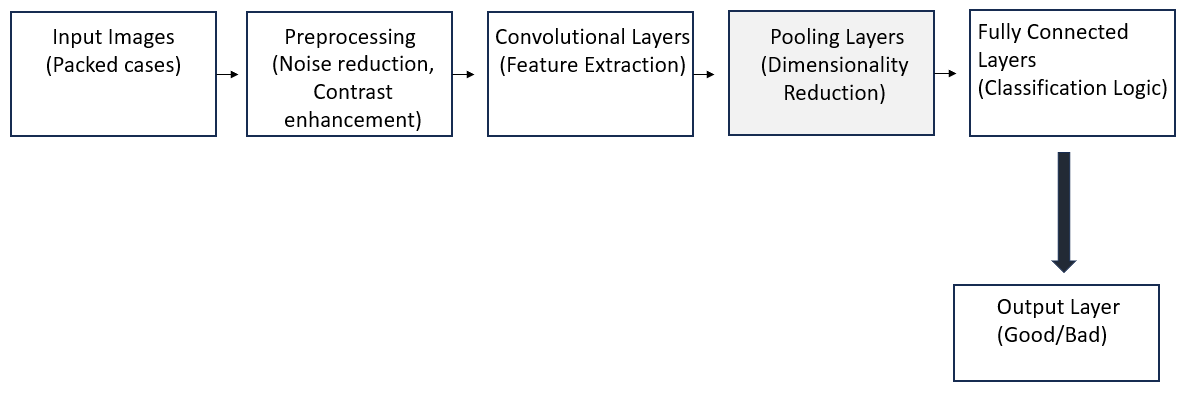 Input Images
(Packed cases)
Preprocessing
(Noise reduction,
Contrast
enhancement)
Convolutional Layers
(Feature Extraction)
Pooling Layers
(Dimensionality
Reduction)
Fully Connected
Layers
(Classification Logic)
Output Layer
(Good/Bad)